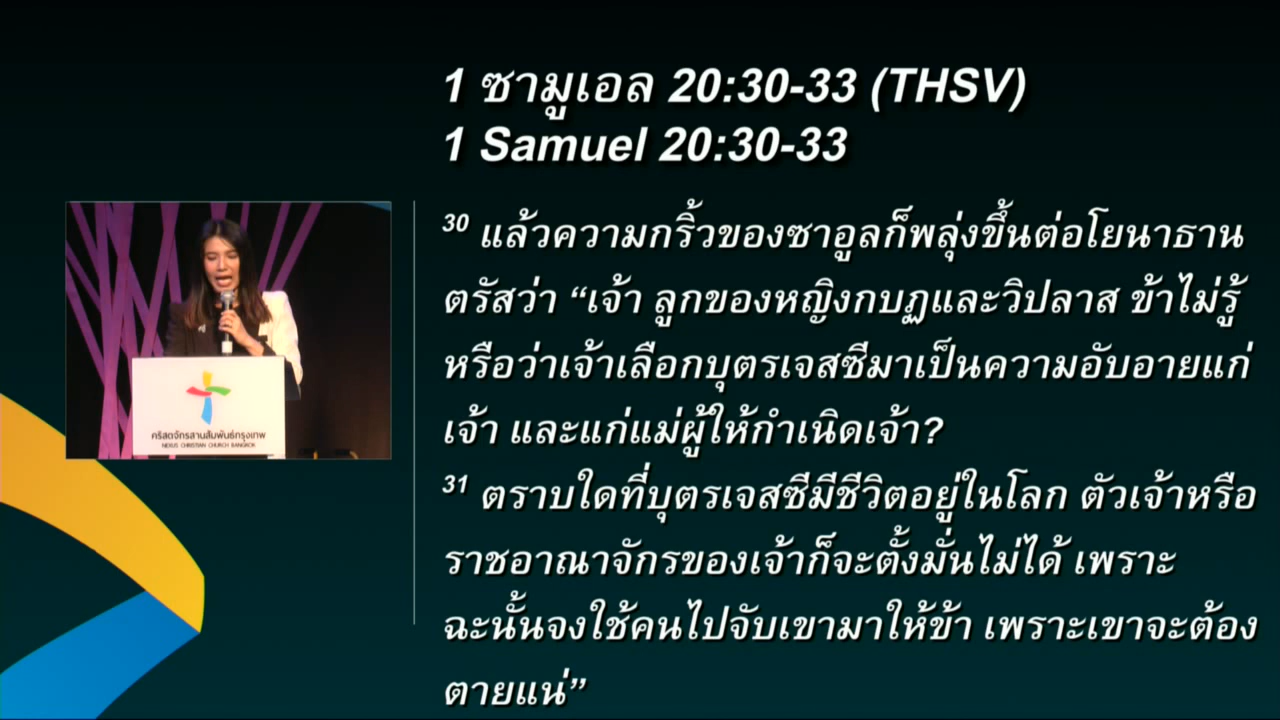 1 ซามูเอล 20:30-33 (THSV)
1 Samuel 20:30-33
30 แล้วความกริ้วของซาอูลก็พลุ่งขึ้นต่อโยนาธาน
ตรัสว่า “เจ้า ลูกของหญิงกบฏและวิปลาส ข้าไม่รู้
หรือว่าเจ้าเลือกบุตรเจสซีมาเป็นความอับอายแก่
เจ้า และแก่แม่ผู้ให้กำเนิดเจ้า?
31 ตราบใดที่บุตรเจสซีมีชีวิตอยู่ในโลก ตัวเจ้าหรือ
ราชอาณาจักรของเจ้าก็จะตั้งมั่นไม่ได้ เพราะ
ฉะนั้นจงใช้คนไปจับเขามาให้ข้า เพราะเขาจะต้อง
ตายแน่”
คริสตจักรสานสัมพันธ์กรุงเทพ
NEXUS CHRISTIAN CHURCH BANGKOK